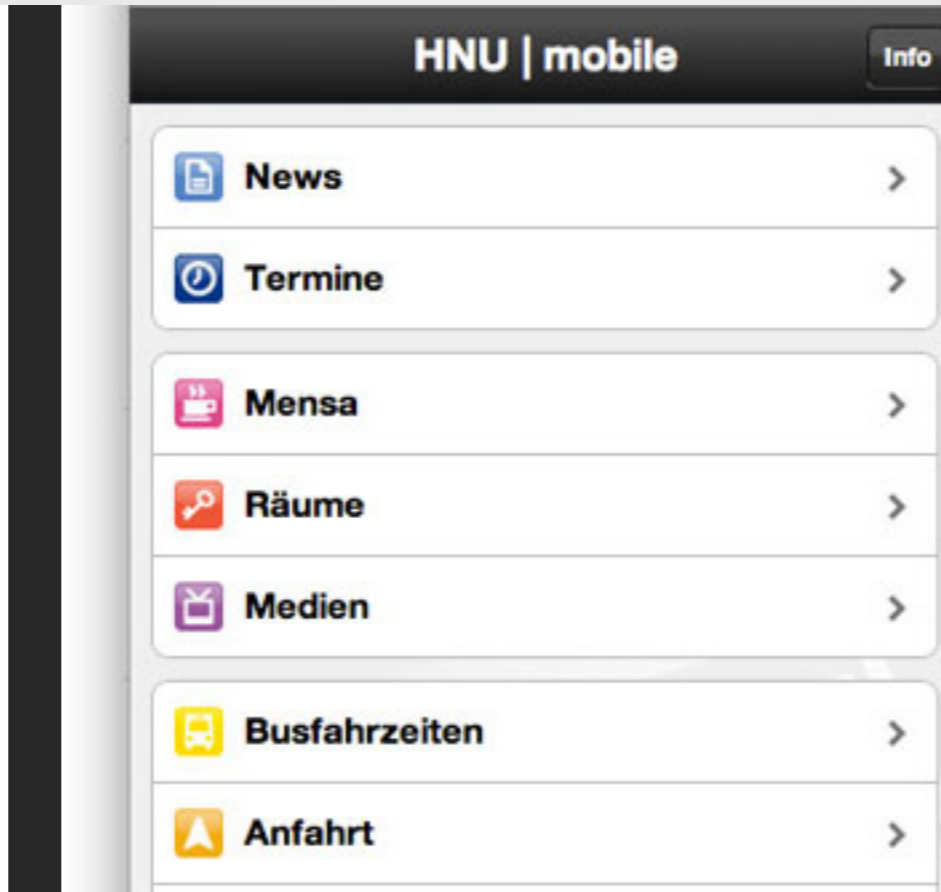 HNU | mobile
Info
News
Termine
Mensa
Räume
Medien
Busfahrzeiten
Anfahrt